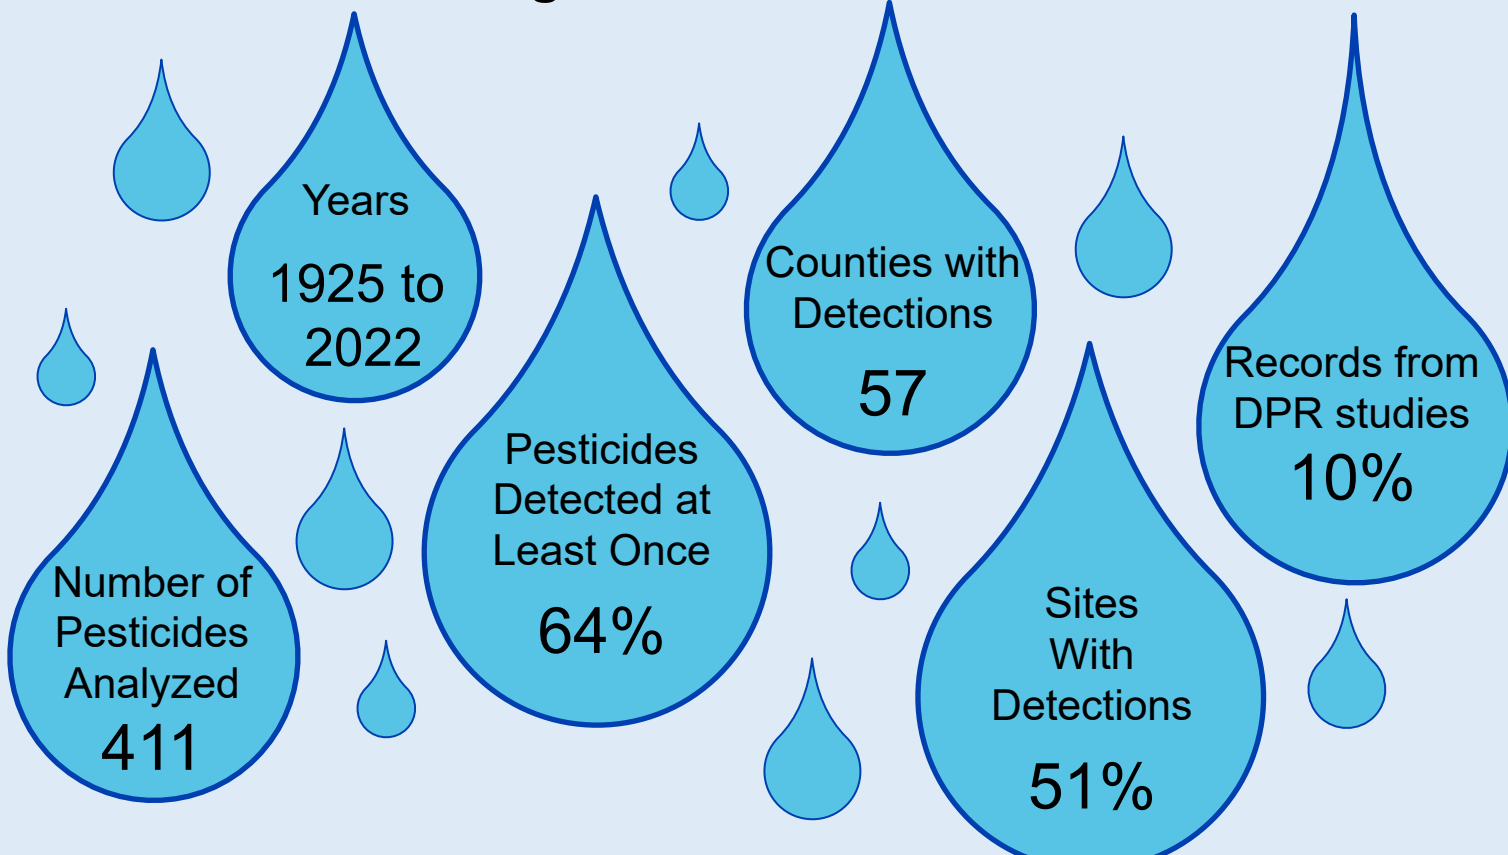 Years
1925 to
2022
Counties with
Detections
57
Records from
DPR studies
10%
Pesticides
Detected at
Least Once
64%
Number of
Pesticides
Analyzed
411
Sites
With
Detections
51%